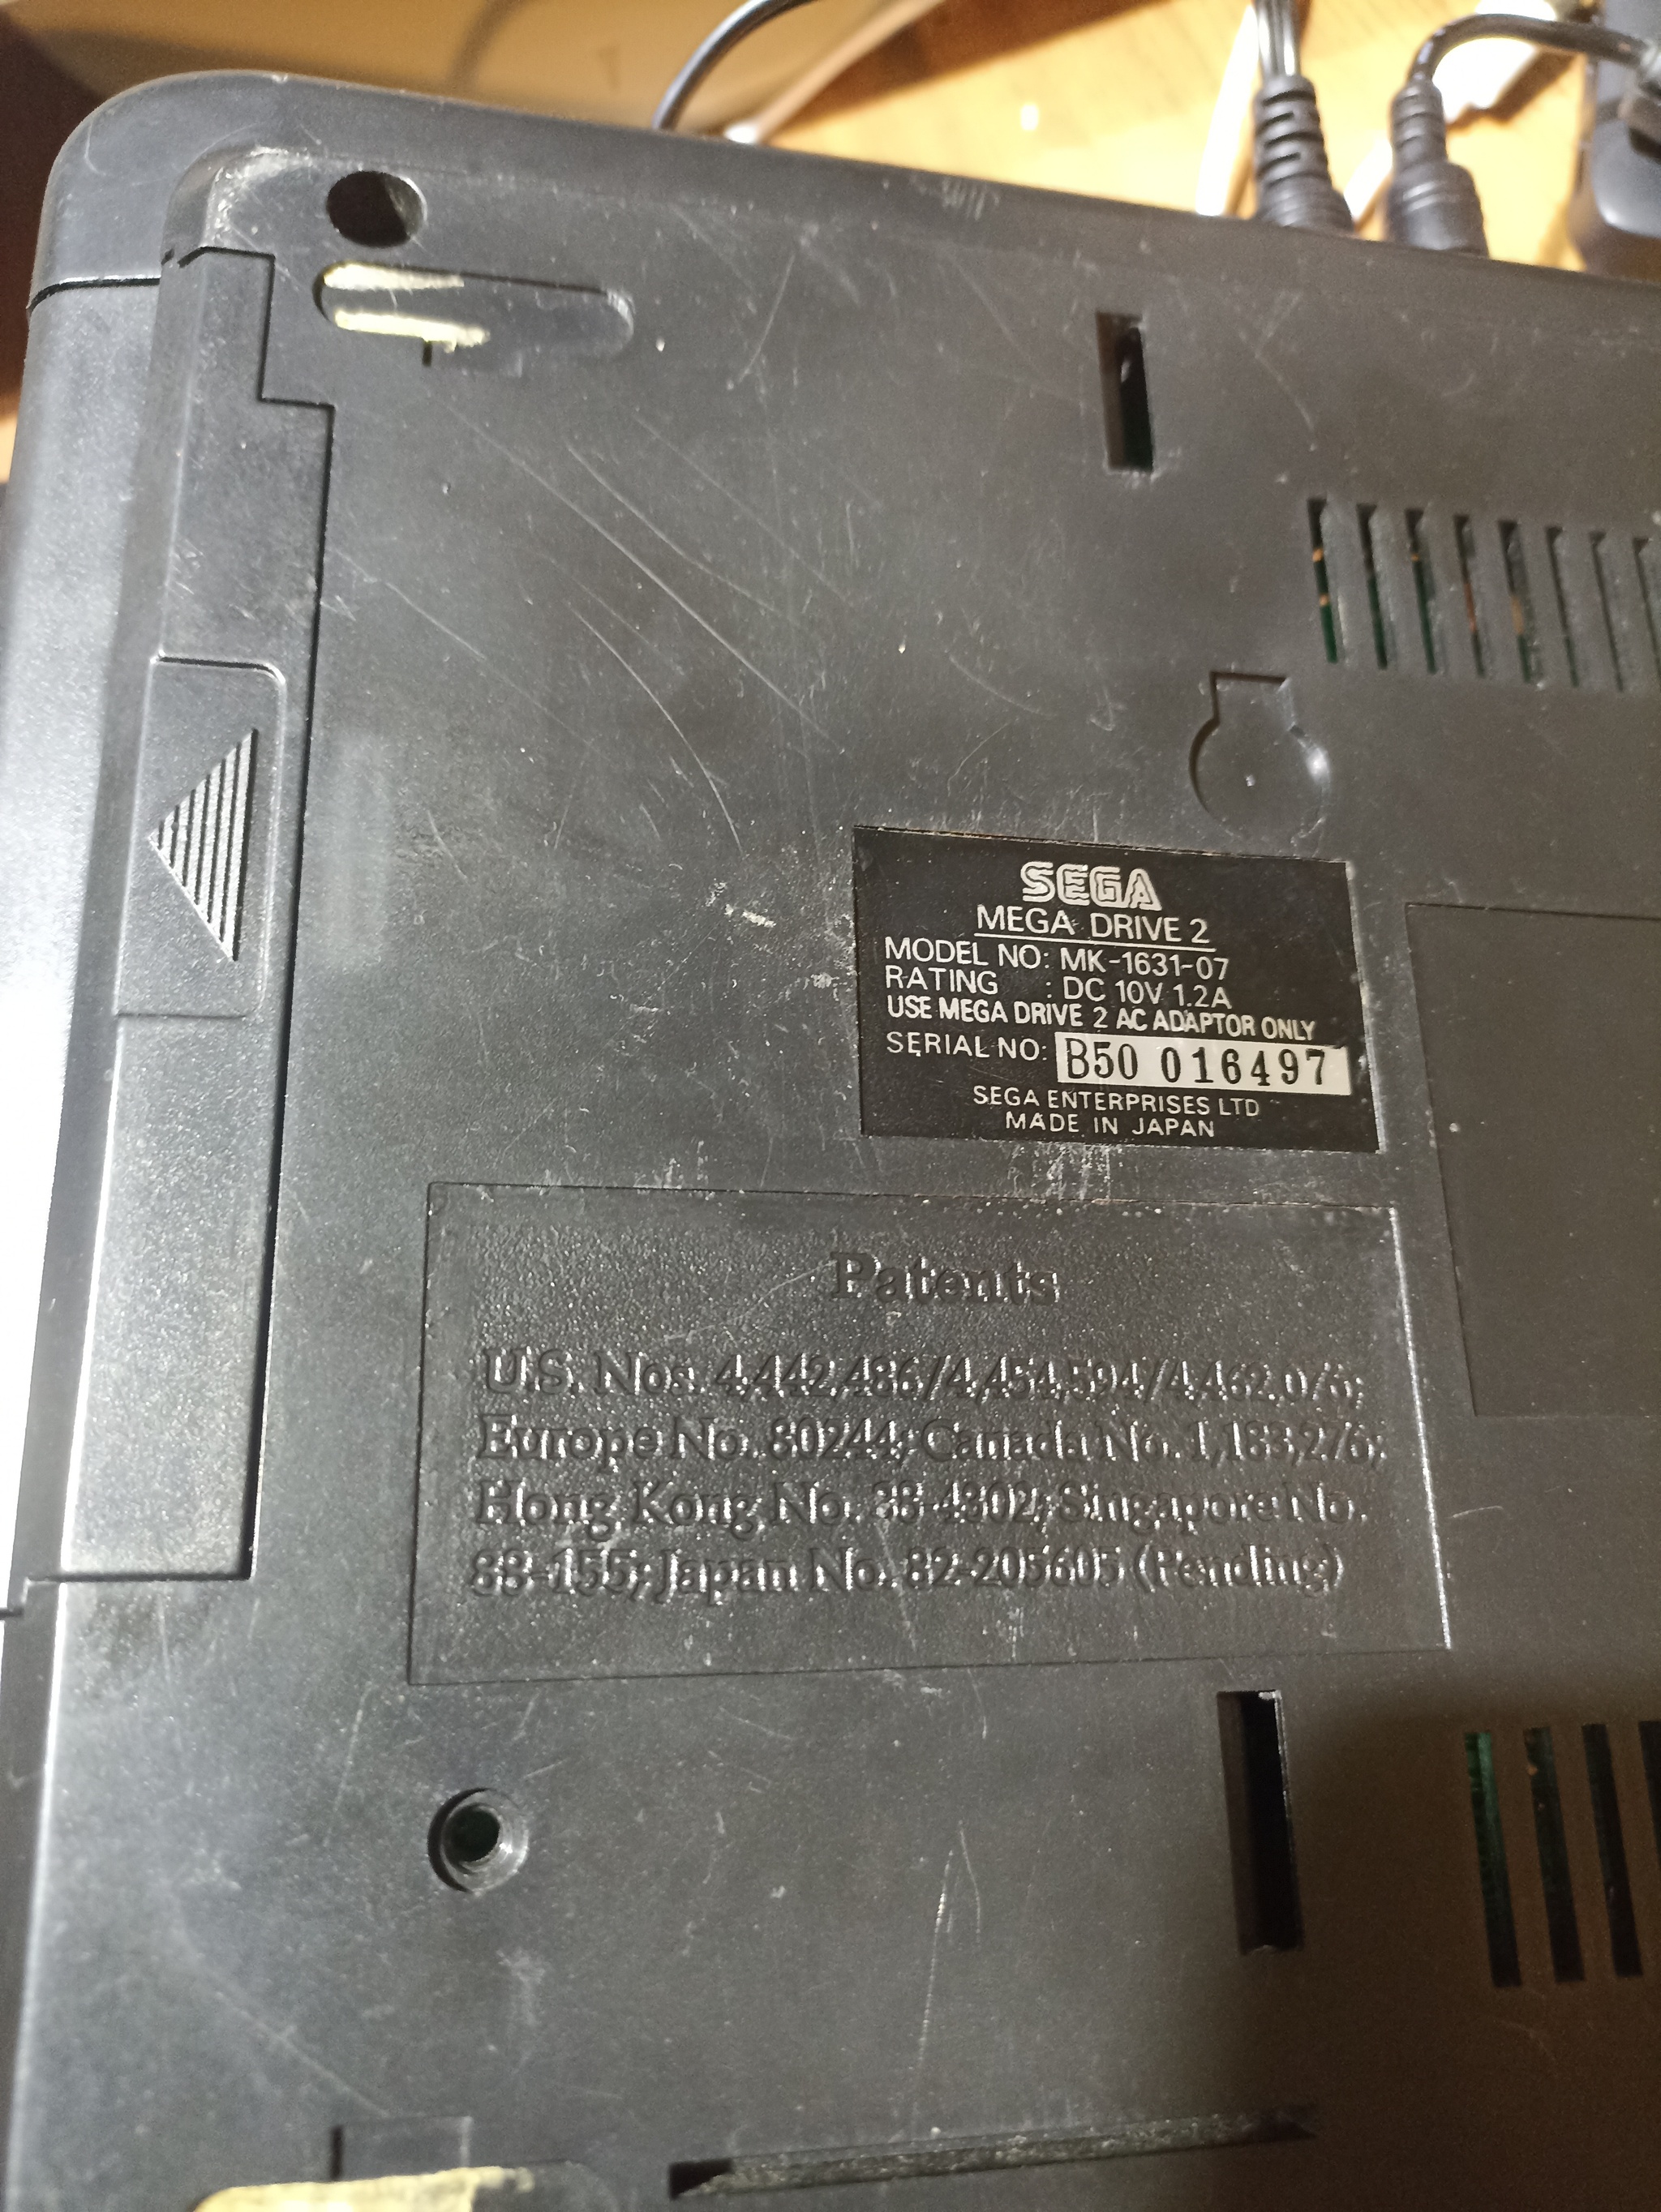 SEGA
MEGA DRIVE 2
MODEL NO: MK-1631-07
RATING : DC 10V 1.2A
USE MEGA DRIVE 2 AC ADAPTOR ONLY
SERIAL NO: B50 016497
SEGA ENTERPRISES LTD
MADE IN JAPAN
Patents
U.S. Nos. 4,442,486/4,454,594/4,462,076;
Europe No. 80244; Canada No. 1,183,276;
Hong Kong No. 88-4302; Singapore No.
88-155; Japan No. 82-205605 (Pending)